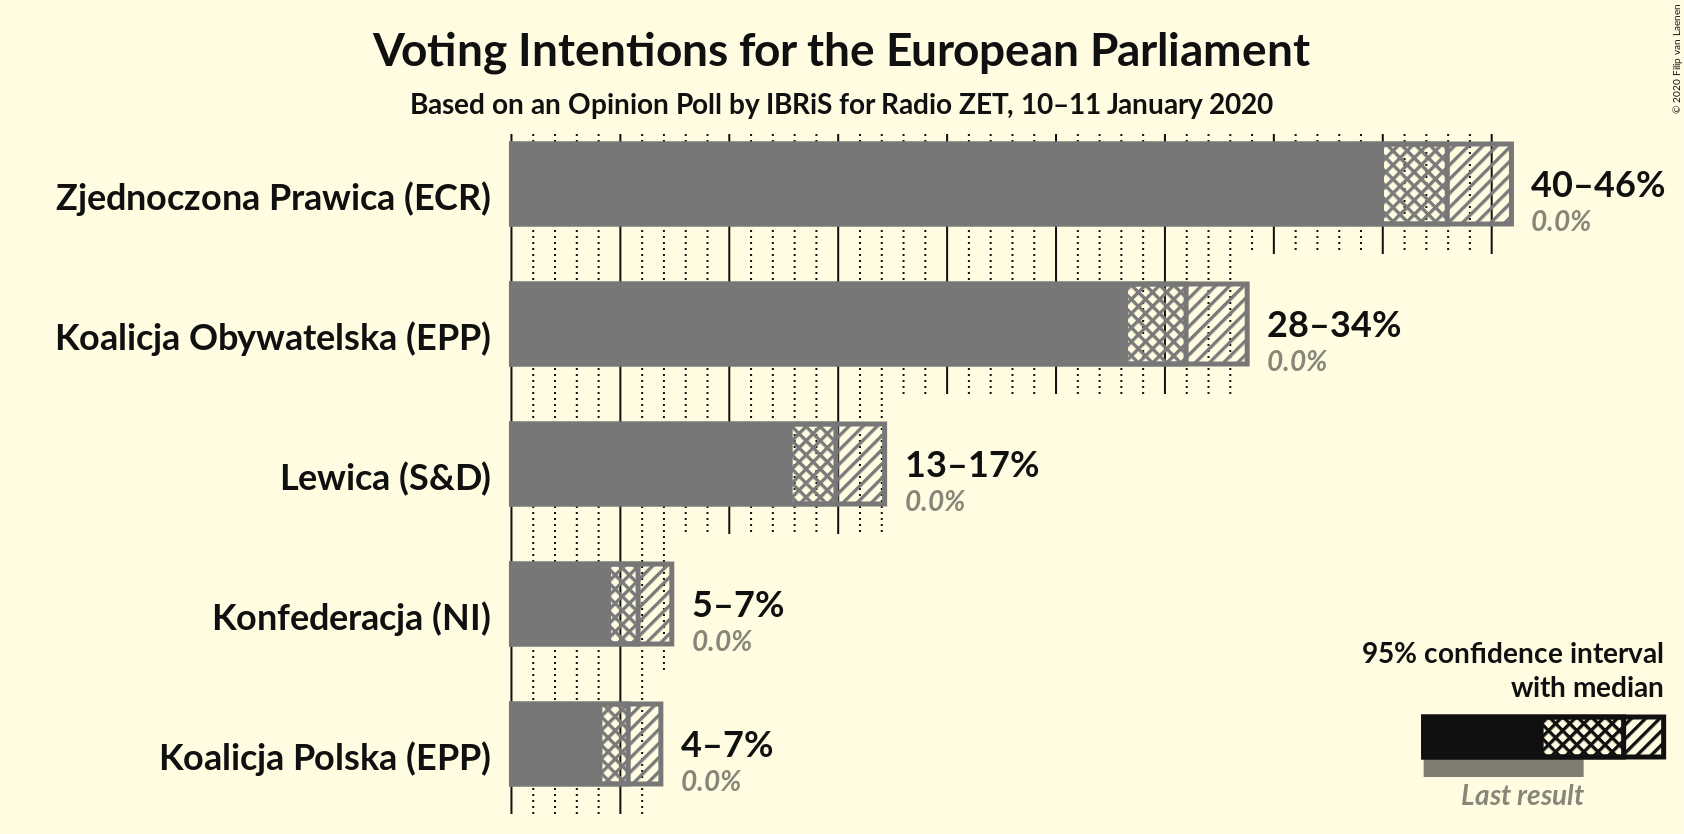 Voting Intentions for the European Parliament
Based on an Opinion Poll by IBRiS for Radio ZET, 10–11 January 2020
© 2020 Filip van Laenen
Zjednoczona Prawica (ECR)
40–46%
0.0%
Koalicja Obywatelska (EPP)
28–34%
0.0%
Lewica (S&D)
13–17%
0.0%
Konfederacja (NI)
5–7%
0.0%
Koalicja Polska (EPP)
4–7%
0.0%
95% confidence interval
with median
Last result